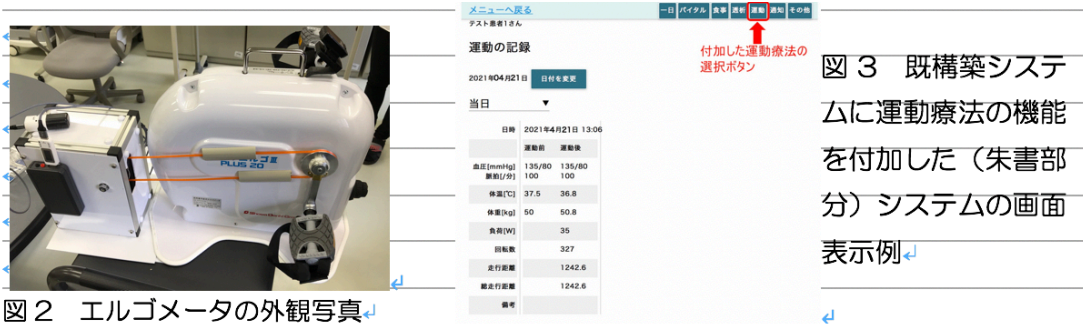 PLUS 20
図２　エルゴメータの外観写真
メニューへ戻る
一日 バイタル 食事 透析 運動 通知 その他
テスト患者1さん
運動の記録
付加した運動療法の
選択ボタン
2021年04月21日 日付を変更
当日 ▼
日時 2021年4月21日 13:06
運動前 運動後
血圧[mmHg] 135/80 135/80
脈拍[/分] 100 100
体温[℃] 37.5 36.8
体重[kg] 50 50.8
負荷[W] 35
回転数 327
走行距離 1242.6
総走行距離 1242.6
備考
図３　既構築システ
ムに運動療法の機能
を付加した（朱書部
分）システムの画面
表示例